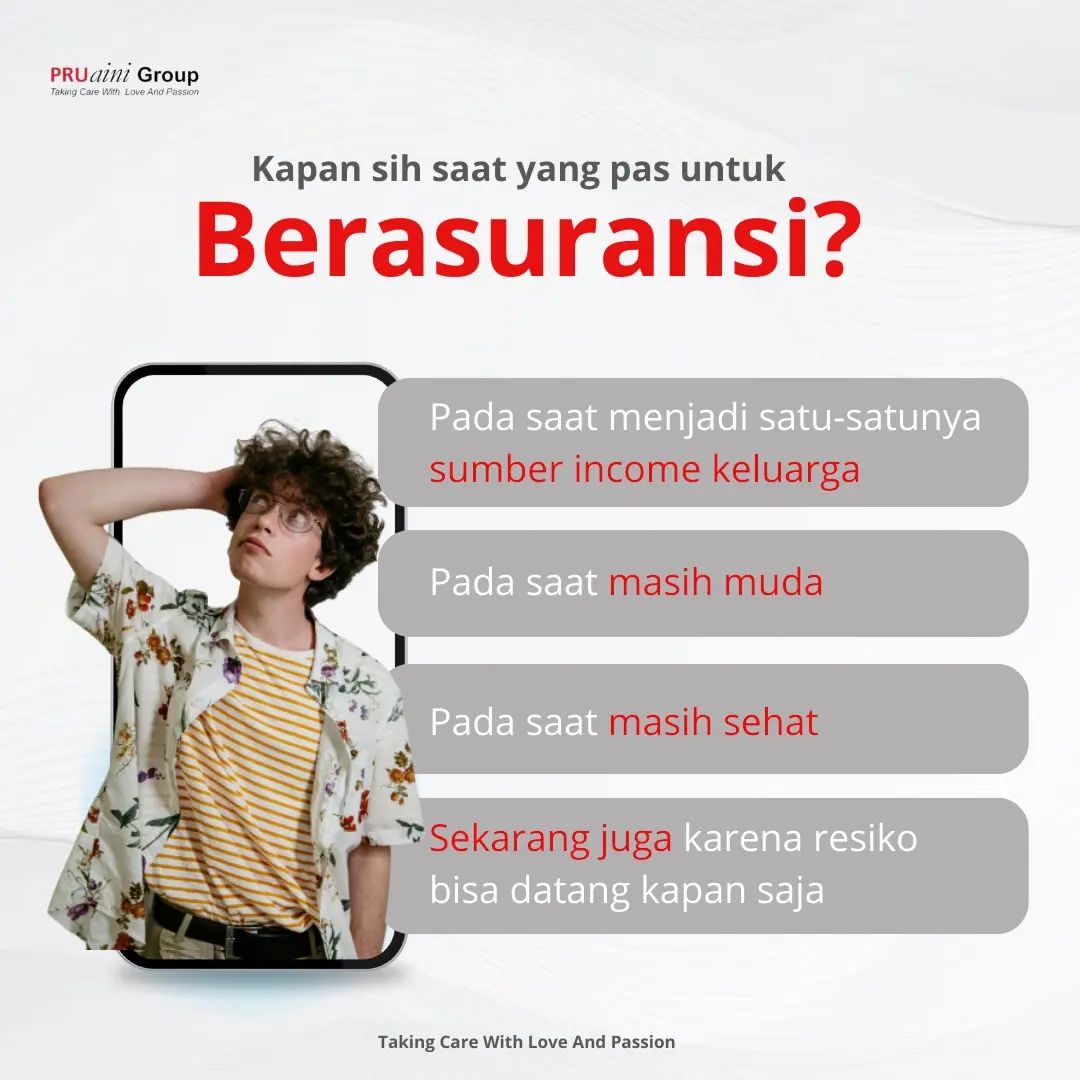 PRUaini Group
Taking Care With Love And Passion
Kapan sih saat yang pas untuk
Berasuransi?
Pada saat menjadi satu-satunya
sumber income keluarga
Pada saat masih muda
Pada saat masih sehat
Sekarang juga karena resiko
bisa datang kapan saja
Taking Care With Love And Passion